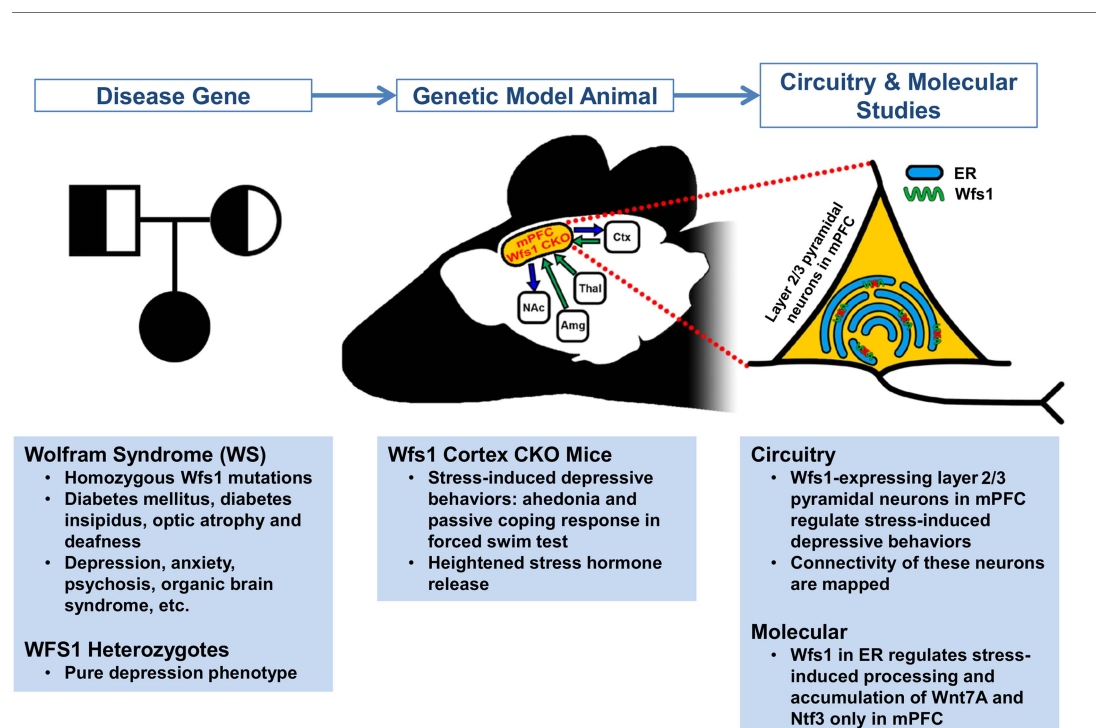 Disease Gene
Genetic Model Animal
Circuitry & Molecular
Studies
mPFC
Wfs1 CKO
Ctx
Thal
NAc
Amg
Layer 2/3 pyramidal
neurons in mPFC
ER
Wfs1
Wolfram Syndrome (WS)
• Homozygous Wfs1 mutations
• Diabetes mellitus, diabetes
insipidus, optic atrophy and
deafness
• Depression, anxiety,
psychosis, organic brain
syndrome, etc.
WFS1 Heterozygotes
• Pure depression phenotype
Wfs1 Cortex CKO Mice
• Stress-induced depressive
behaviors: ahedonia and
passive coping response in
forced swim test
• Heightened stress hormone
release
Circuitry
• Wfs1-expressing layer 2/3
pyramidal neurons in mPFC
regulate stress-induced
depressive behaviors
• Connectivity of these neurons
are mapped
Molecular
• Wfs1 in ER regulates stress-
induced processing and
accumulation of Wnt7A and
Ntf3 only in mPFC